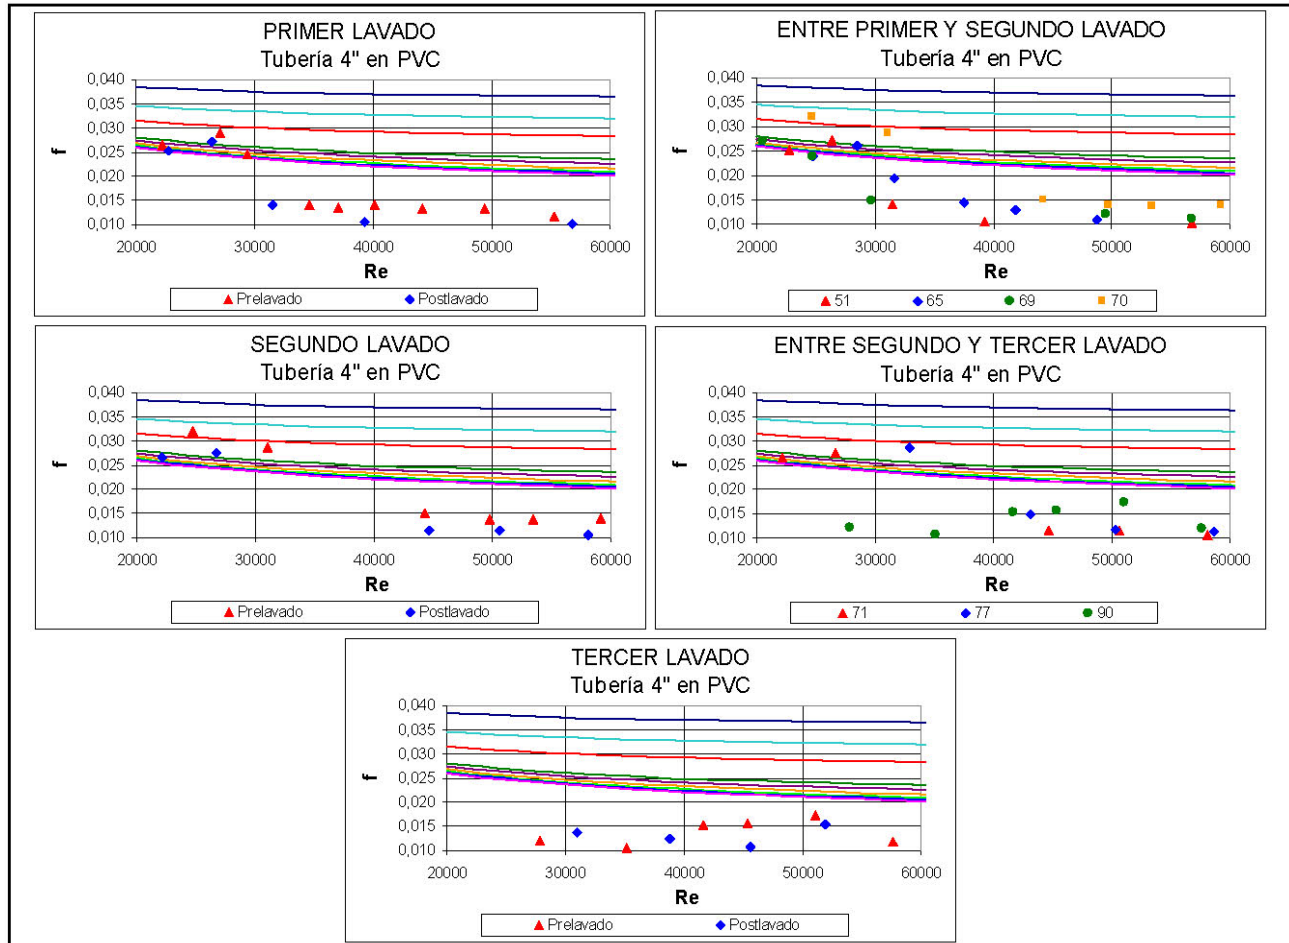 PRIMER LAVADO
Tubería 4" en PVC
0,040
0,035
0,030
0,025
0,020
0,015
0,010
f
20000 30000 40000 50000 60000
Re
Prelavado Postlavado
ENTRE PRIMER Y SEGUNDO LAVADO
Tubería 4" en PVC
0,040
0,035
0,030
0,025
0,020
0,015
0,010
f
20000 30000 40000 50000 60000
Re
51 65 69 70
SEGUNDO LAVADO
Tubería 4" en PVC
0,040
0,035
0,030
0,025
0,020
0,015
0,010
f
20000 30000 40000 50000 60000
Re
Prelavado Postlavado
ENTRE SEGUNDO Y TERCER LAVADO
Tubería 4" en PVC
0,040
0,035
0,030
0,025
0,020
0,015
0,010
f
20000 30000 40000 50000 60000
Re
71 77 90
TERCER LAVADO
Tubería 4" en PVC
0,040
0,035
0,030
0,025
0,020
0,015
0,010
f
20000 30000 40000 50000 60000
Re
Prelavado Postlavado